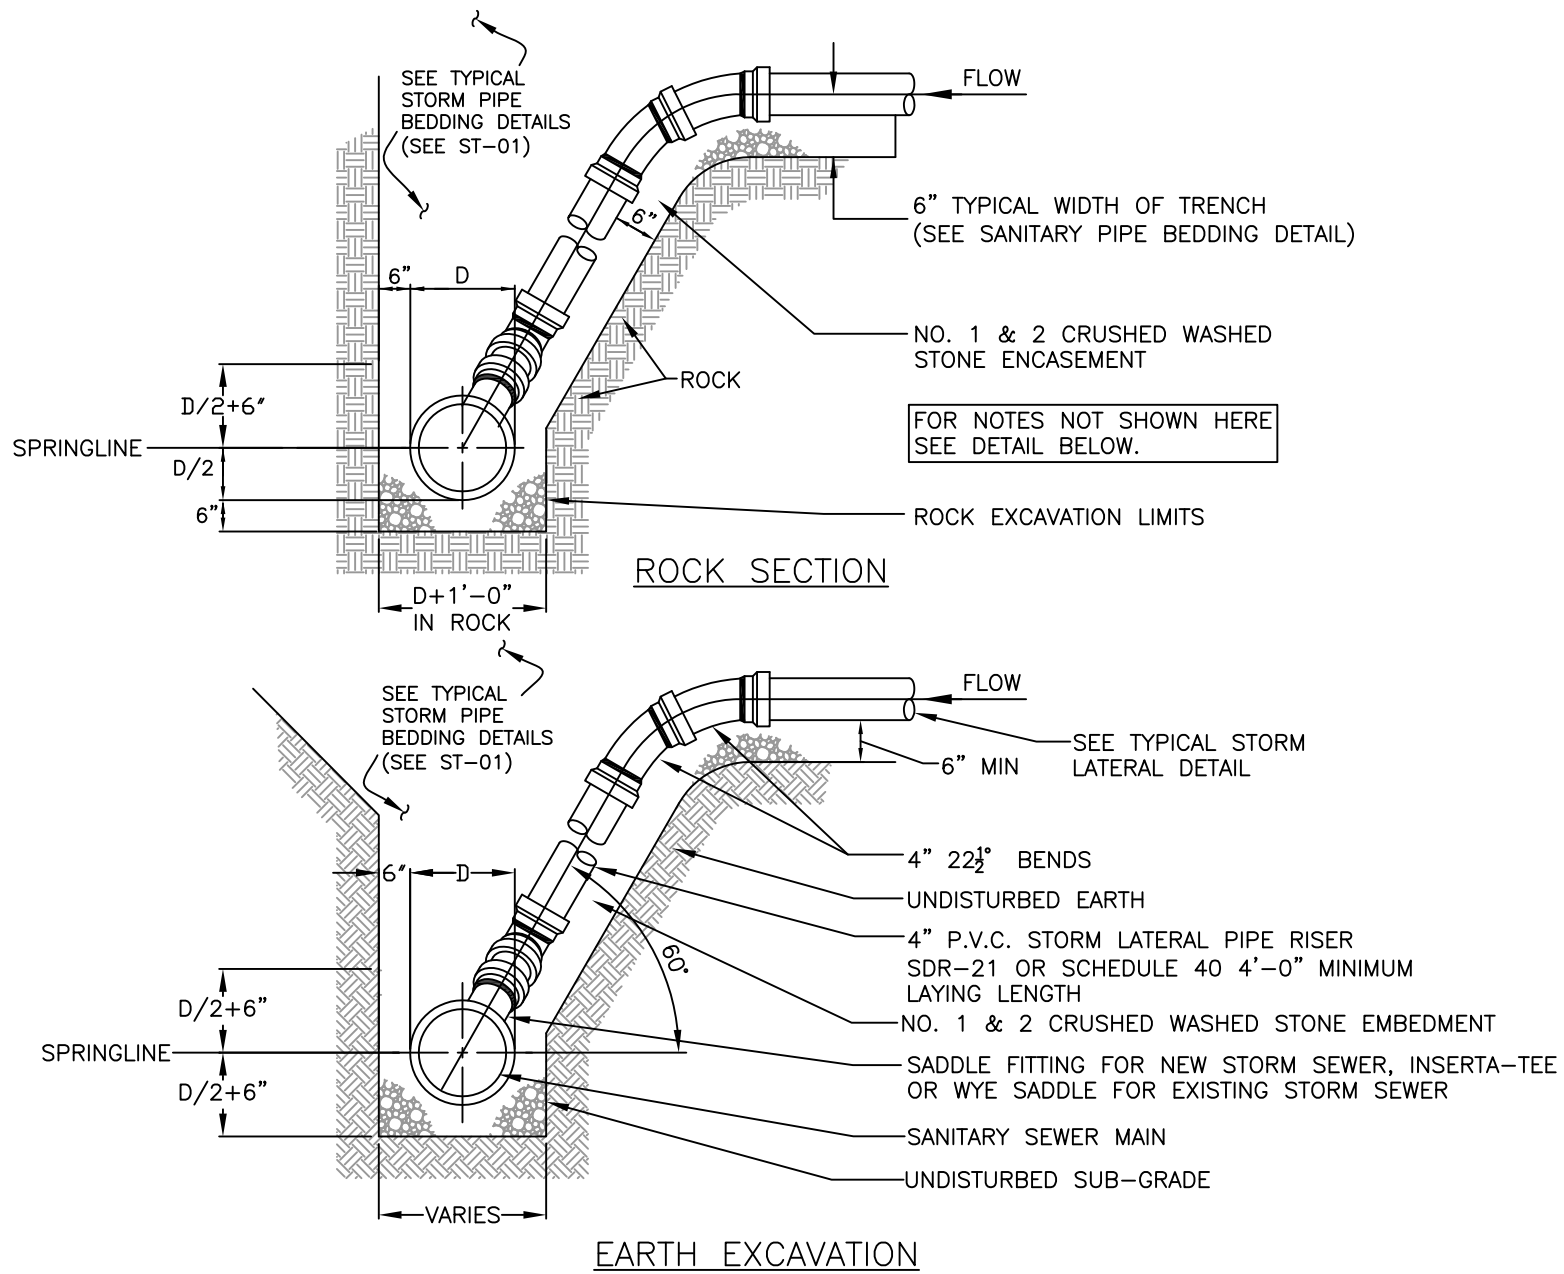 SEE TYPICAL
STORM PIPE
BEDDING DETAILS
(SEE ST-01)
FLOW
6" TYPICAL WIDTH OF TRENCH
(SEE SANITARY PIPE BEDDING DETAIL)
6"
6"
D
NO. 1 & 2 CRUSHED WASHED
STONE ENCASEMENT
ROCK
D/2+6"
FOR NOTES NOT SHOWN HERE
SEE DETAIL BELOW.
SPRINGLINE
D/2
6"
ROCK EXCAVATION LIMITS
ROCK SECTION
D+1'-0"
IN ROCK
SEE TYPICAL
STORM PIPE
BEDDING DETAILS
(SEE ST-01)
FLOW
SEE TYPICAL STORM
LATERAL DETAIL
6" MIN
4" 22½° BENDS
6"
D
UNDISTURBED EARTH
4" P.V.C. STORM LATERAL PIPE RISER
SDR-21 OR SCHEDULE 40 4'-0" MINIMUM
LAYING LENGTH
60°
D/2+6"
NO. 1 & 2 CRUSHED WASHED STONE EMBEDMENT
SPRINGLINE
SADDLE FITTING FOR NEW STORM SEWER, INSERTA-TEE
OR WYE SADDLE FOR EXISTING STORM SEWER
D/2+6"
SANITARY SEWER MAIN
UNDISTURBED SUB-GRADE
VARIES
EARTH EXCAVATION